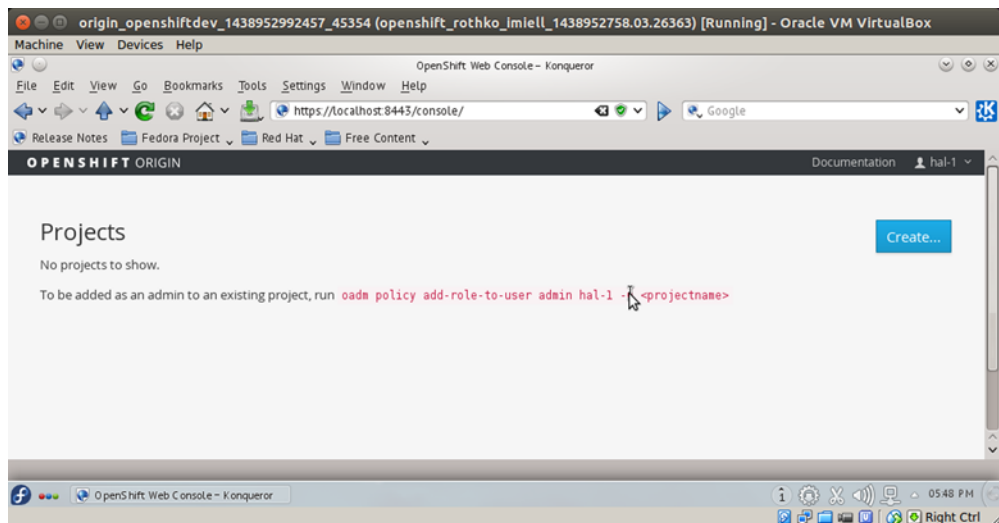 origin_openshiftdev_1438952992457_45354 (openshift_rothko_imiell_1438952758.03.26363) [Running] - Oracle VM VirtualBox
Machine View Devices Help
OpenShift Web Console – Konqueror
File Edit View Go Bookmarks Tools Settings Window Help
https://localhost:8443/console/ Google
Release Notes Fedora Project Red Hat Free Content
OPENSHIFT ORIGIN Documentation hal-1
Projects Create...
No projects to show.
To be added as an admin to an existing project, run oadm policy add-role-to-user admin hal-1 <projectname>
OpenShift Web Console – Konqueror 05:48 PM
Right Ctrl